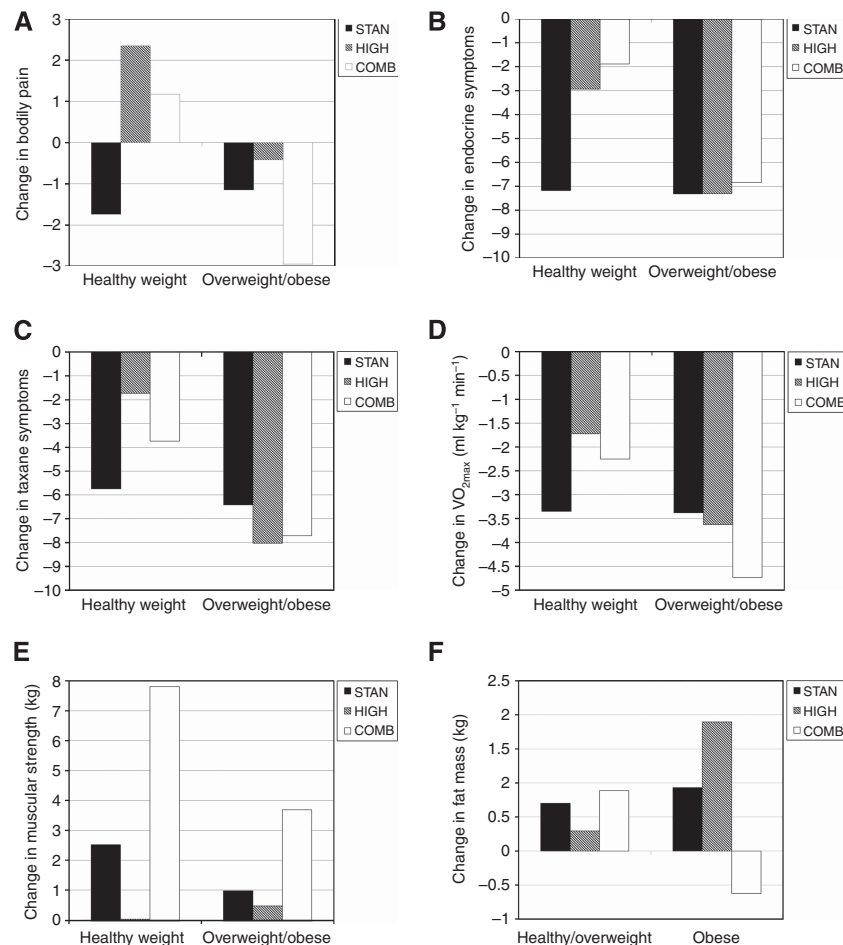 A
Change in bodily pain
3
2
1
0
–1
–2
–3
Healthy weight Overweight/obese
STAN
HIGH
COMB
B
Change in endocrine symptoms
0
–1
–2
–3
–4
–5
–6
–7
–8
–9
–10
Healthy weight Overweight/obese
STAN
HIGH
COMB
C
Change in taxane symptoms
0
–1
–2
–3
–4
–5
–6
–7
–8
–9
–10
Healthy weight Overweight/obese
STAN
HIGH
COMB
D
Change in VO2max (ml kg–1 min–1)
0
–0.5
–1
–1.5
–2
–2.5
–3
–3.5
–4
–4.5
–5
Healthy weight Overweight/obese
STAN
HIGH
COMB
E
Change in muscular strength (kg)
8
7
6
5
4
3
2
1
0
Healthy weight Overweight/obese
STAN
HIGH
COMB
F
Change in fat mass (kg)
2.5
2
1.5
1
0.5
0
–0.5
–1
Healthy/overweight Obese
STAN
HIGH
COMB